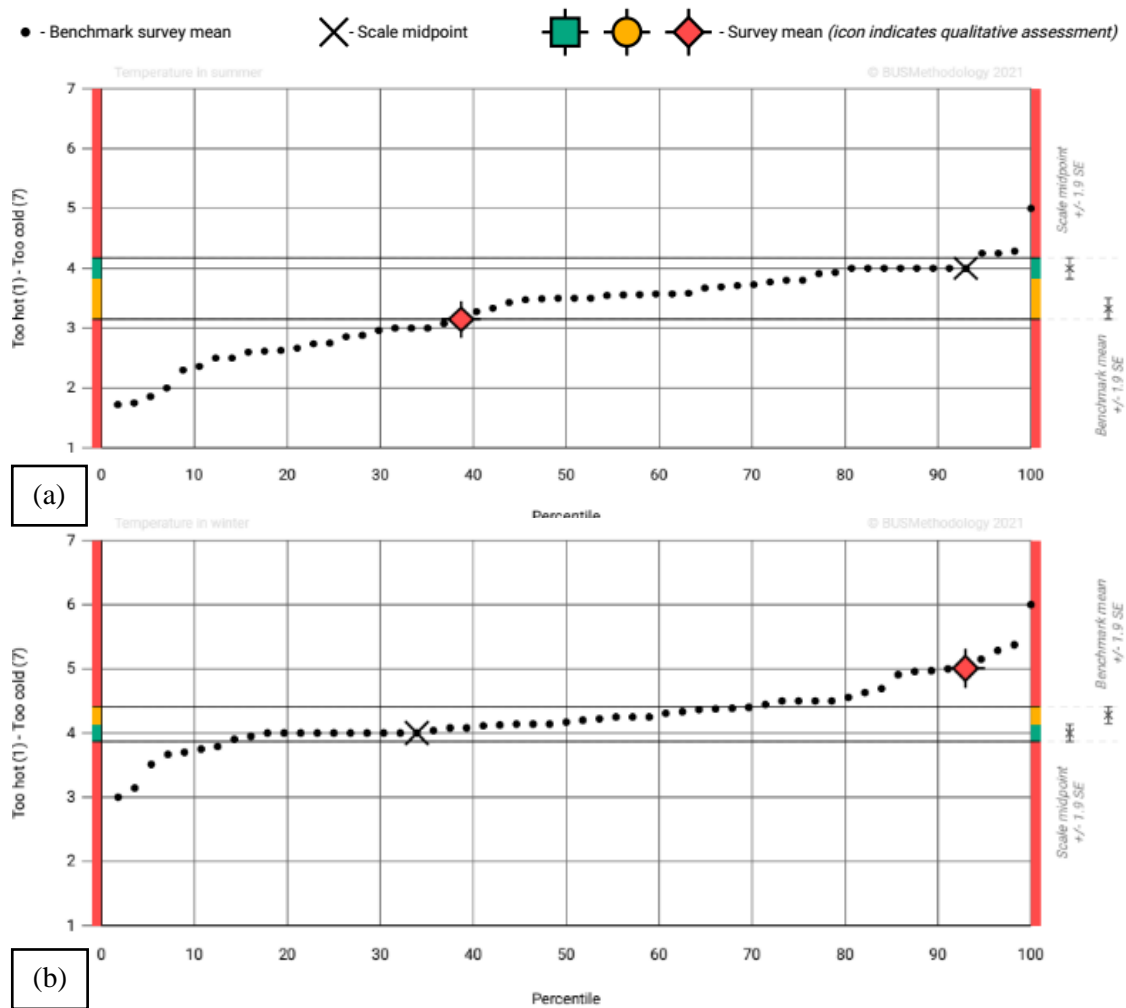 - Benchmark survey mean - Scale midpoint - Survey mean (icon indicates qualitative assessment)
Temperature in summer © BUSMethodology 2021
7
6
5
4
3
2
1
Too hot (1) - Too cold (7)
Scale midpoint
+/- 1.9 SE
Benchmark mean
+/- 1.9 SE
0 10 20 30 40 50 60 70 80 90 100
Percentile
(a)
Temperature in winter © BUSMethodology 2021
7
6
5
4
3
2
1
Too hot (1) - Too cold (7)
Benchmark mean
+/- 1.9 SE
Scale midpoint
+/- 1.9 SE
0 10 20 30 40 50 60 70 80 90 100
Percentile
(b)